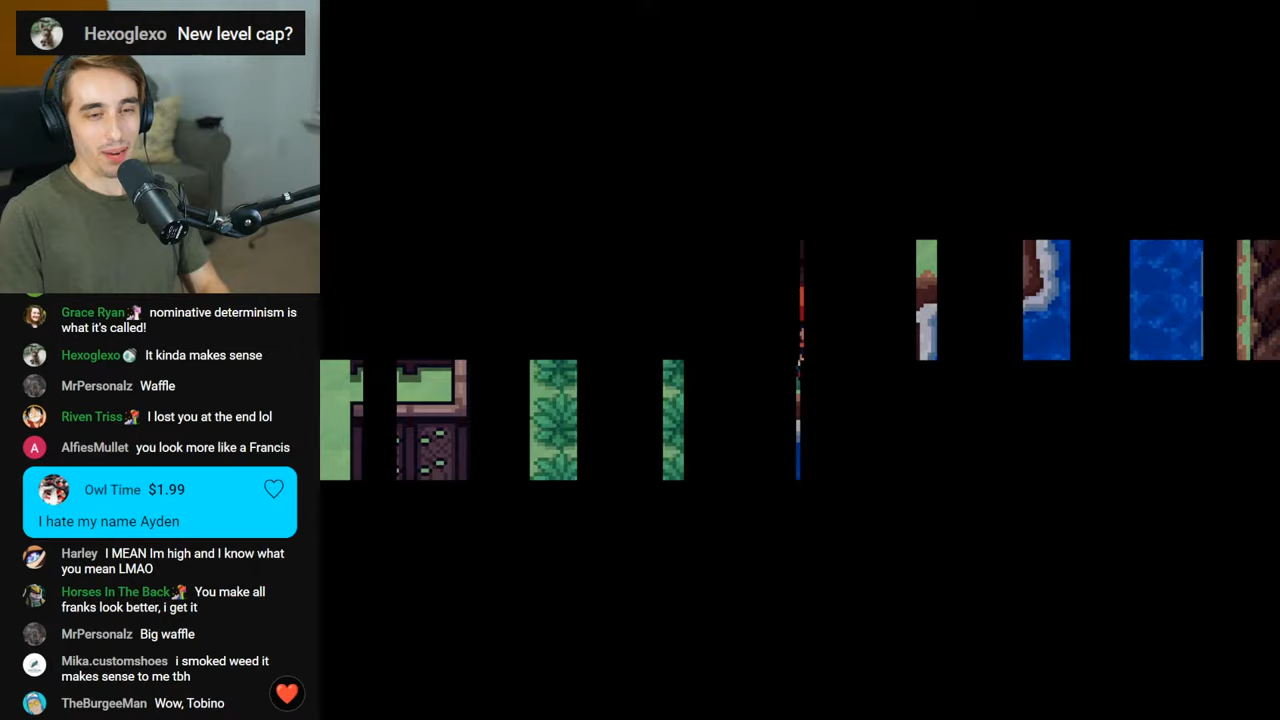 Hexoglexo New level cap?
Grace Ryan nominative determinism is
what it's called!
Hexoglexo It kinda makes sense
MrPersonalz Waffle
Riven Triss I lost you at the end lol
A AlfiesMullet you look more like a Francis
Owl Time $1.99
I hate my name Ayden
Harley I MEAN Im high and I know what
you mean LMAO
Horses In The Back You make all
franks look better, i get it
MrPersonalz Big waffle
Mika.customshoes i smoked weed it
makes sense to me tbh
TheBurgeeMan Wow, Tobino